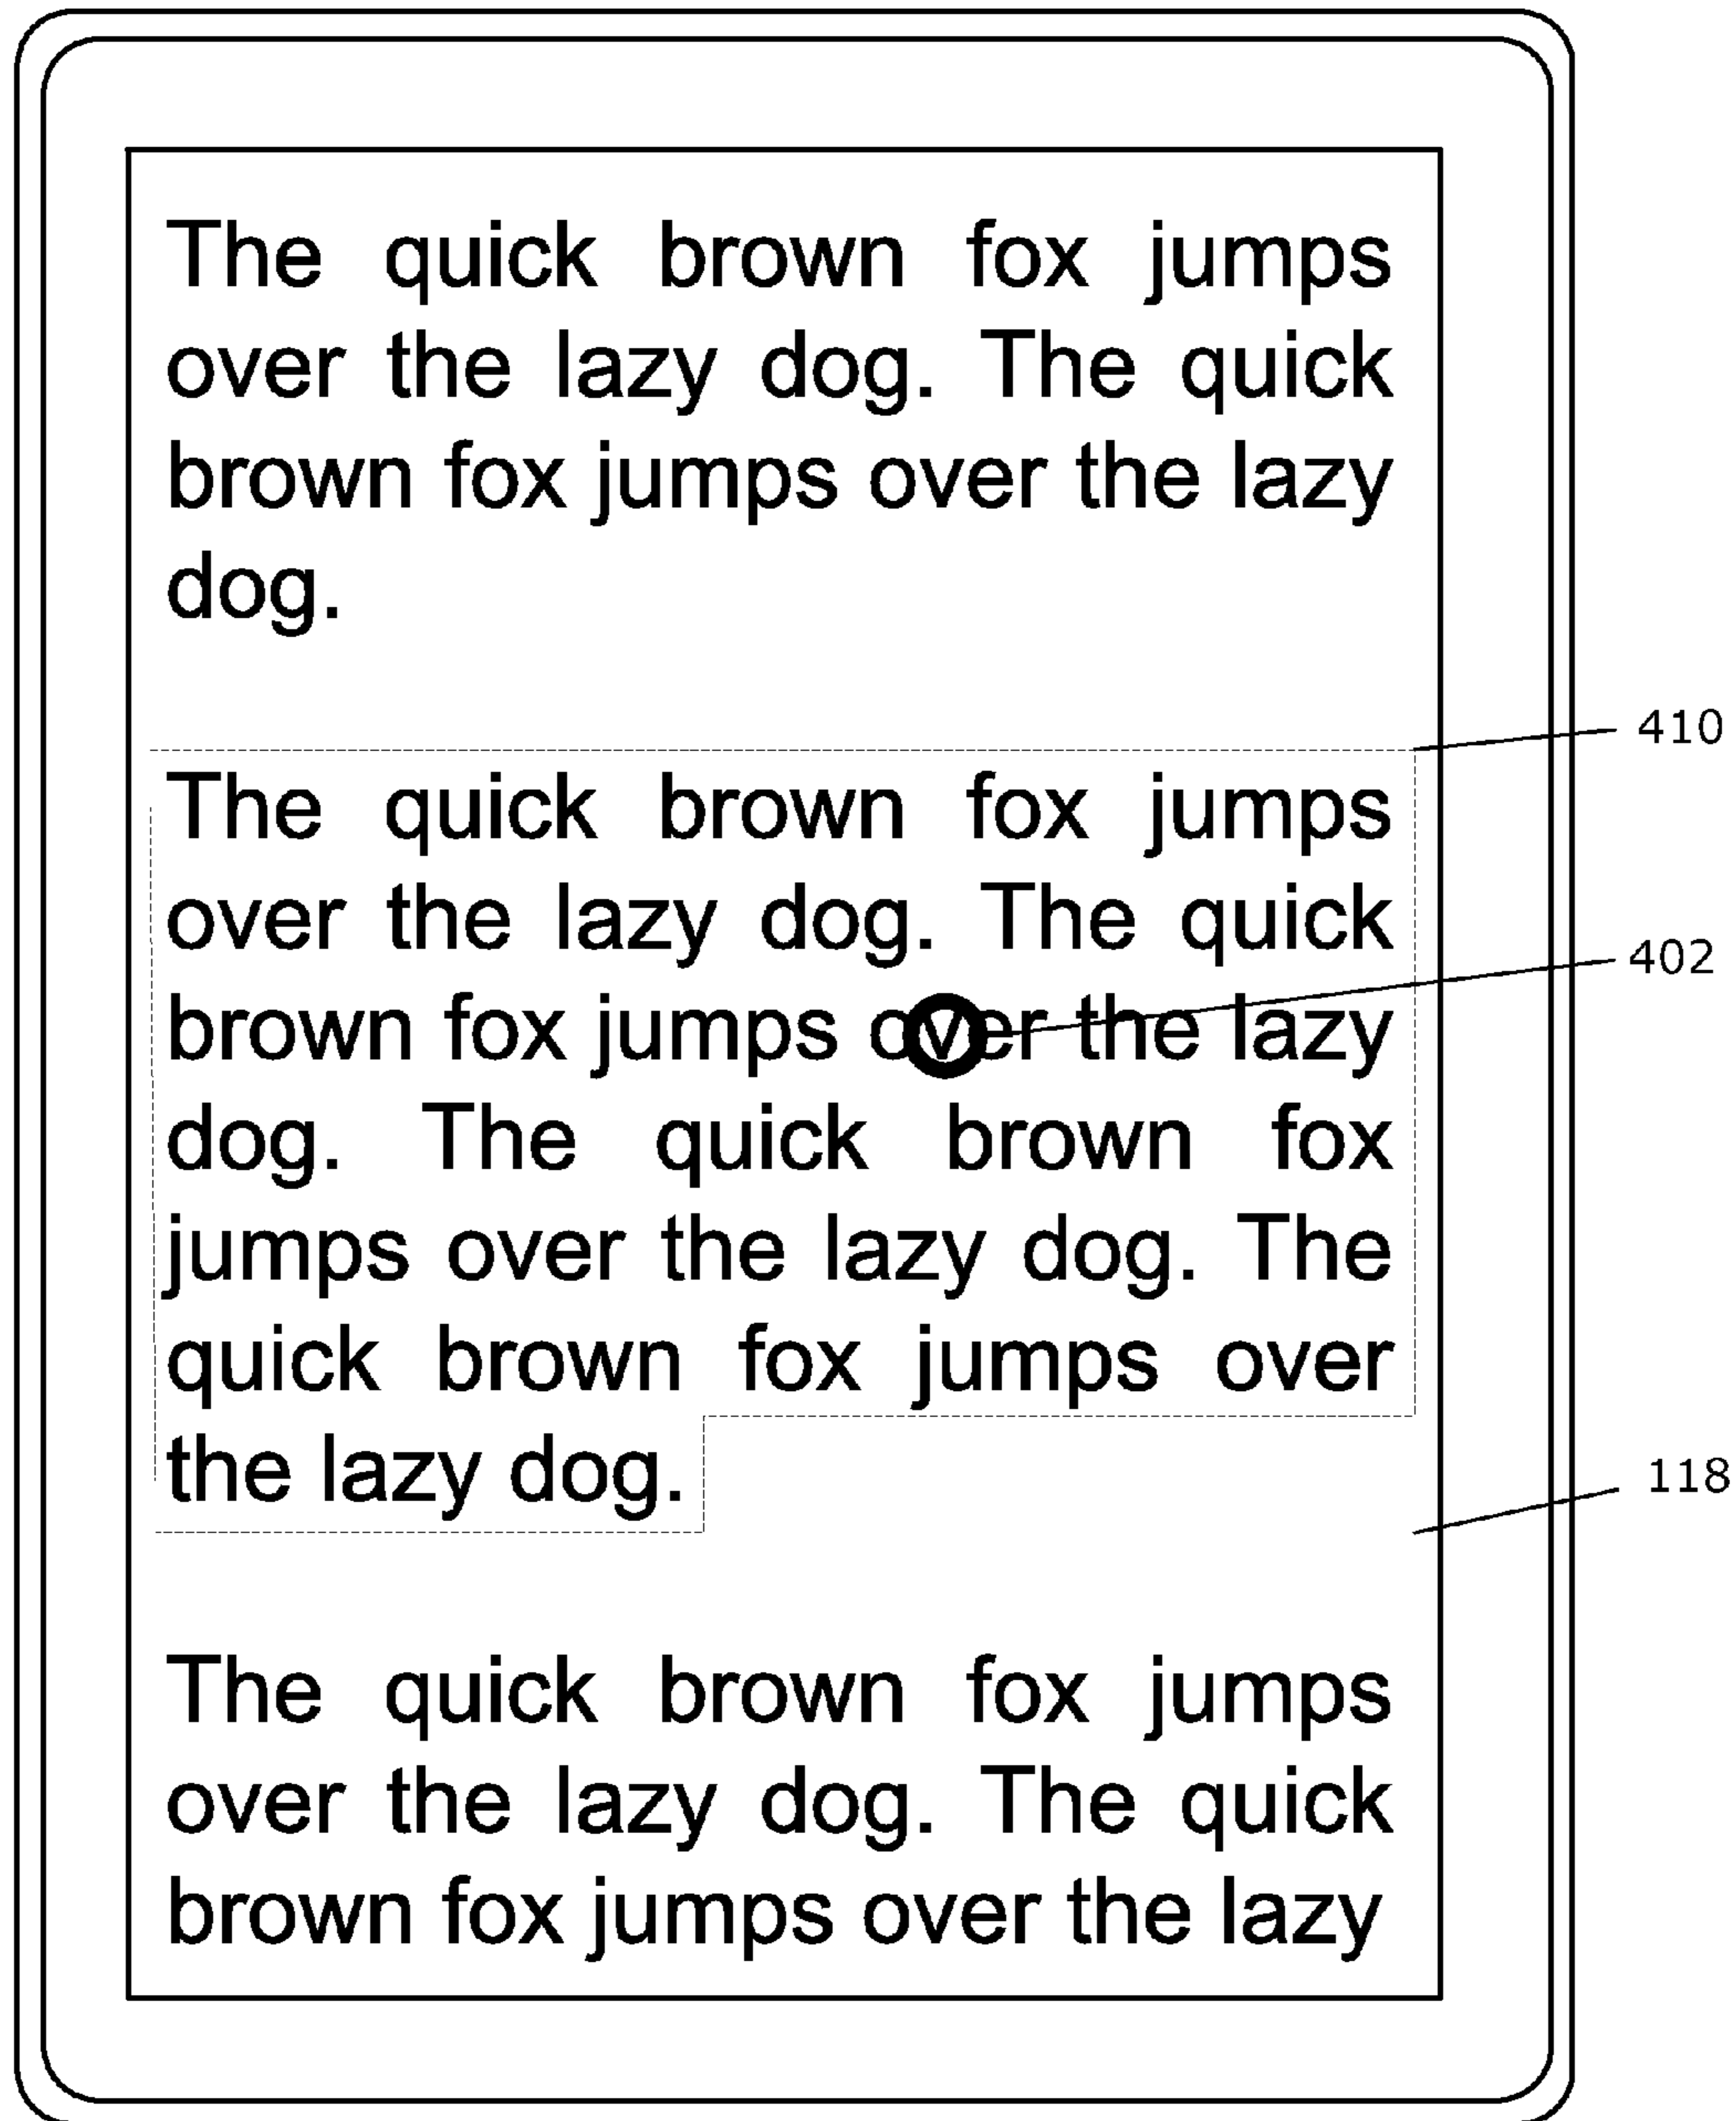 The quick brown fox jumps
over the lazy dog. The quick
brown fox jumps over the lazy
dog.
410
The quick brown fox jumps
over the lazy dog. The quick
402
brown fox jumps over the lazy
dog. The quick brown fox
jumps over the lazy dog. The
quick brown fox jumps over
the lazy dog.
118
The quick brown fox jumps
over the lazy dog. The quick
brown fox jumps over the lazy